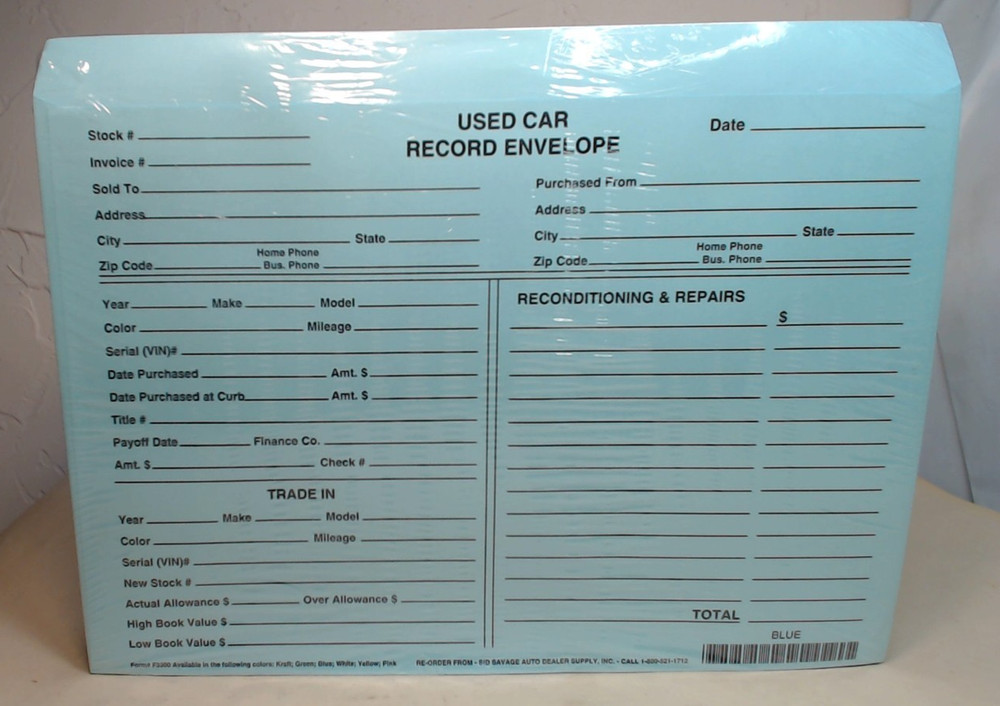 USED CAR
RECORD ENVELOPE
Date
Stock #
Invoice #
Sold To
Address
City State
Home Phone
Zip Code Bus. Phone
Purchased From
Address
City State
Home Phone
Zip Code Bus. Phone
Year Make Model
Color Mileage
Serial (VIN)#
Date Purchased Amt. $
Date Purchased at Curb Amt. $
Title #
Payoff Date Finance Co.
Amt. $ Check #
TRADE IN
Year Make Model
Color Mileage
Serial (VIN)#
New Stock #
Actual Allowance $ Over Allowance $
High Book Value $
Low Book Value $
RECONDITIONING & REPAIRS
$
TOTAL
BLUE
Available in the following colors: Kraft; Green; Blue; White; Yellow; Pink
RE-ORDER FROM - SAVAGE AUTO DEALER SUPPLY, INC. - CALL